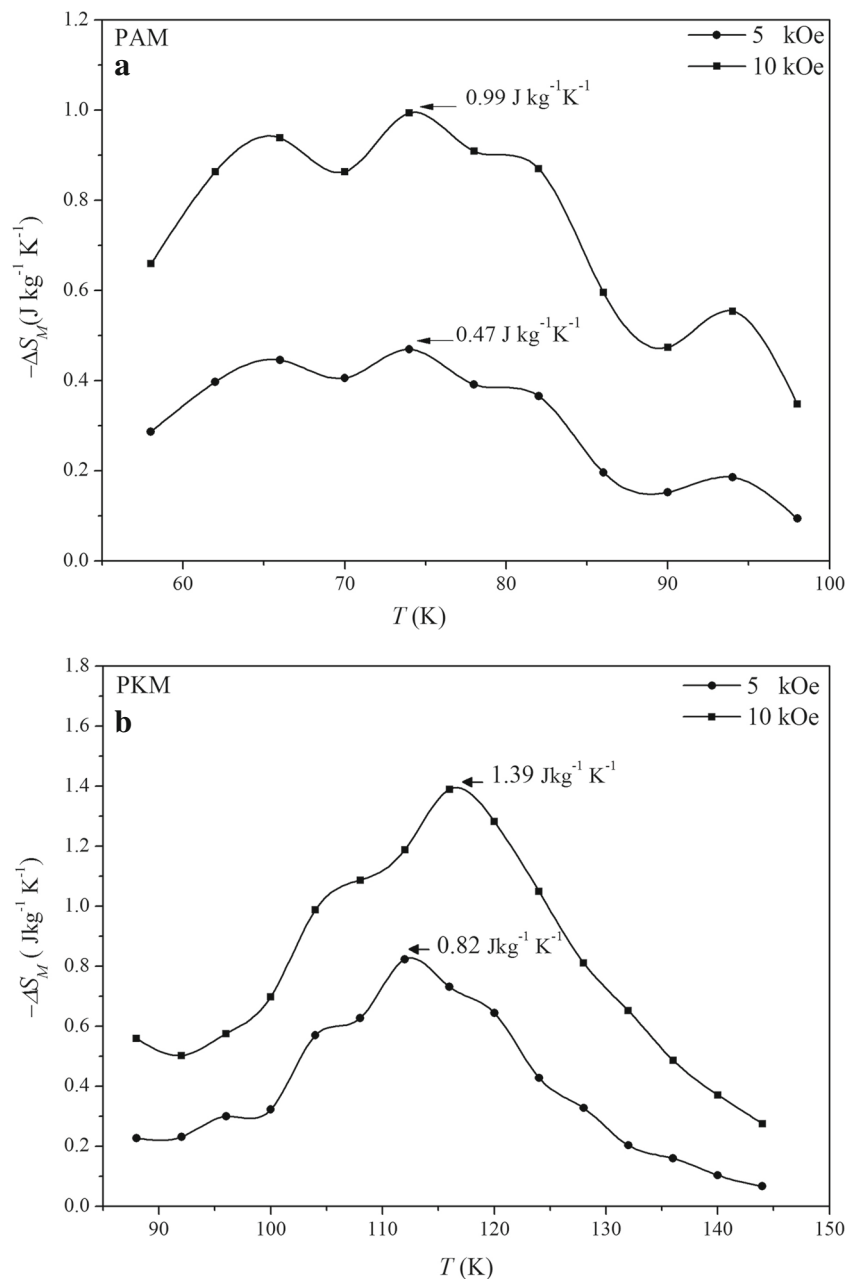 PAM
a
5 kOe
10 kOe
0.99 J kg⁻¹K⁻¹
0.47 J kg⁻¹K⁻¹
1.2
1.0
0.8
0.6
0.4
0.2
0.0
−ΔS_M(J kg⁻¹ K⁻¹)
60 70 80 90 100
T (K)
PKM
b
5 kOe
10 kOe
1.39 Jkg⁻¹ K⁻¹
0.82 Jkg⁻¹ K⁻¹
1.8
1.6
1.4
1.2
1.0
0.8
0.6
0.4
0.2
0.0
−ΔS_M ( Jkg⁻¹ K⁻¹)
90 100 110 120 130 140 150
T (K)